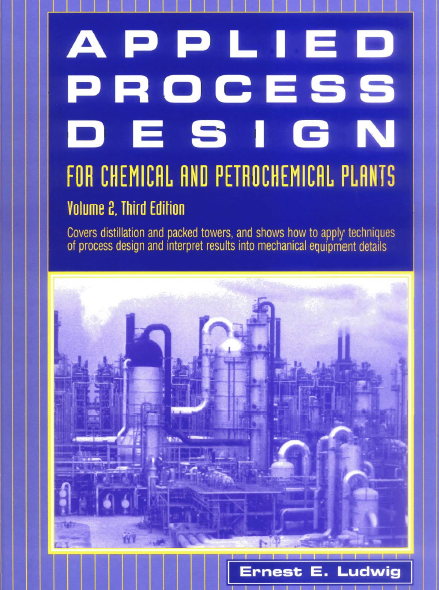 APPLIED
PROCESS
DESIGN
FOR CHEMICAL AND PETROCHEMICAL PLANTS
Volume 2, Third Edition
Covers distillation and packed towers, and shows how to apply techniques
of process design and interpret results into mechanical equipment details
Ernest E. Ludwig